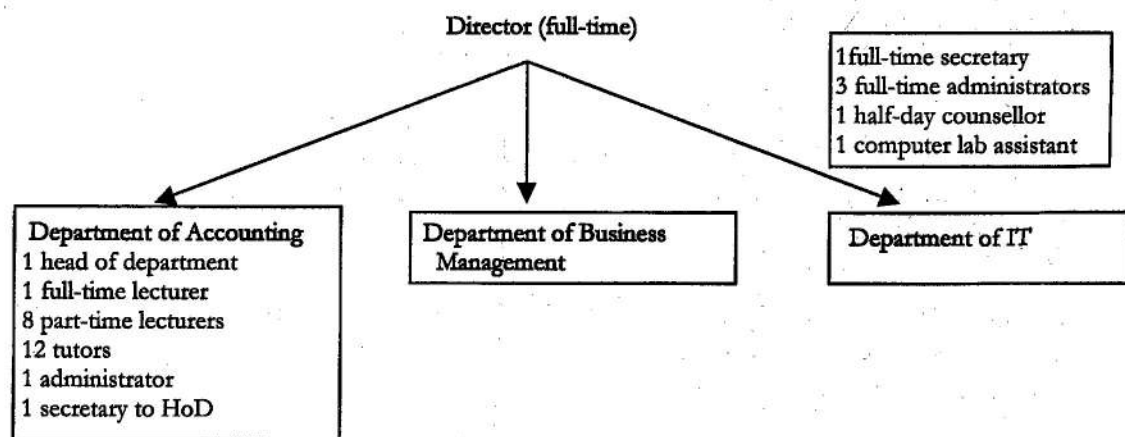 Director (full-time)
1full-time secretary
3 full-time administrators
1 half-day counsellor
1 computer lab assistant
Department of Accounting
1 head of department
1 full-time lecturer
8 part-time lecturers
12 tutors
1 administrator
1 secretary to HoD
Department of Business
Management
Department of IT